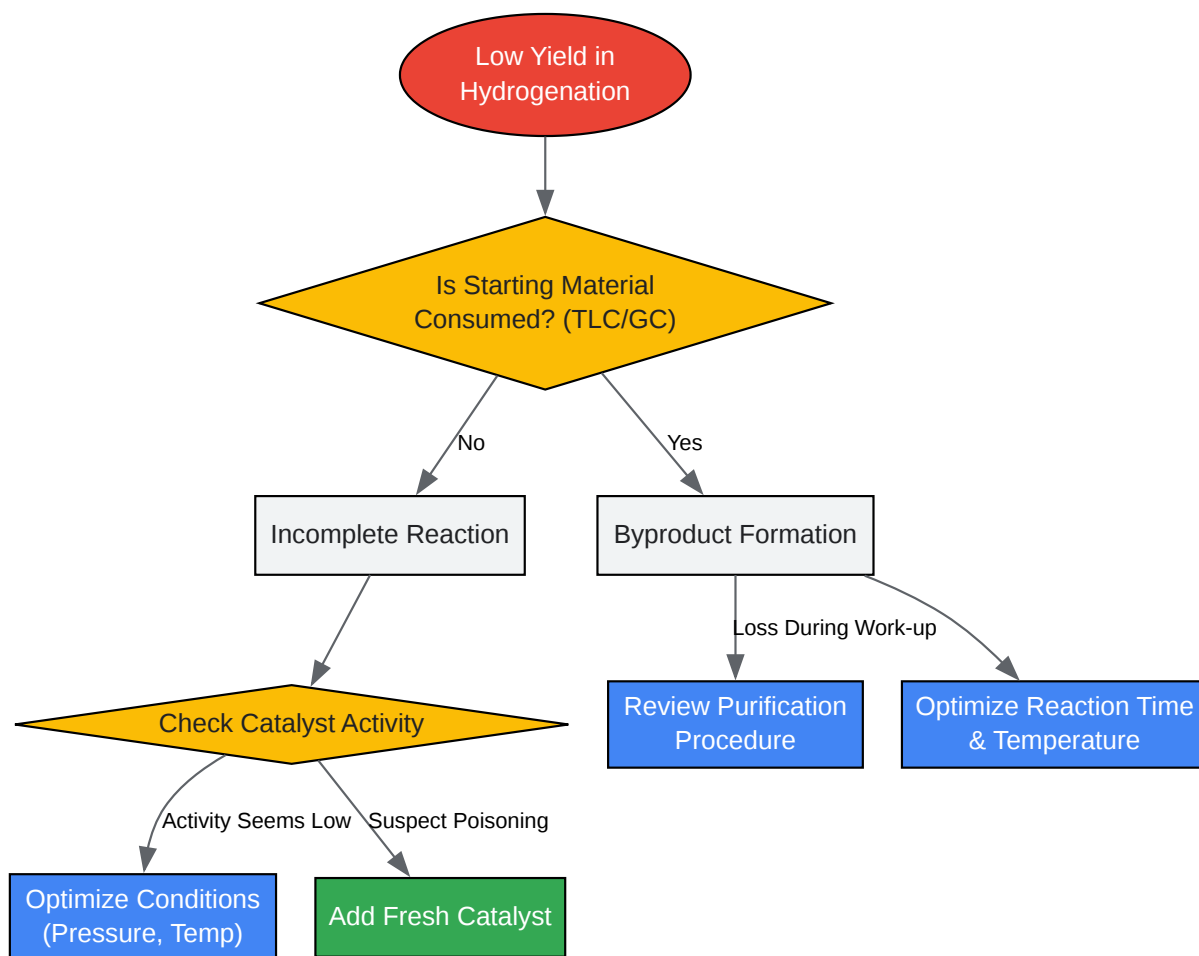 Low Yield in
Hydrogenation
Is Starting Material
Consumed? (TLC/GC)
No
Yes
Incomplete Reaction
Byproduct Formation
Loss During Work-up
Check Catalyst Activity
Review Purification
Procedure
Optimize Reaction Time
& Temperature
Activity Seems Low
Suspect Poisoning
Optimize Conditions
(Pressure, Temp)
Add Fresh Catalyst